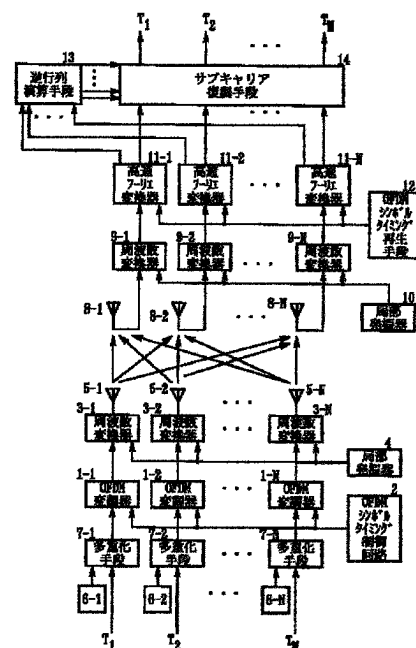 T1 T2 ... TN
13
14
逆行列
演算手段
サブキャリア
復調手段
11-1 11-2 11-N
高速
フーリエ
変換器
高速
フーリエ
変換器
高速
フーリエ
変換器
12
OFDM
シンボル
タイミング
再生手段
9-1 9-2 9-N
周波数
変換器
周波数
変換器
周波数
変換器
10
局部
発振器
8-1 8-2 8-N
5-1 5-2 5-N
3-1 3-2 3-N
周波数
変換器
周波数
変換器
周波数
変換器
4
局部
発振器
1-1 1-2 1-N
OFDM
変調器
OFDM
変調器
OFDM
変調器
2
OFDM
シンボル
タイミング
制御
回路
7-1 7-2 7-N
多重化
手段
多重化
手段
多重化
手段
6-1 6-2 6-N
T1 T2 TN